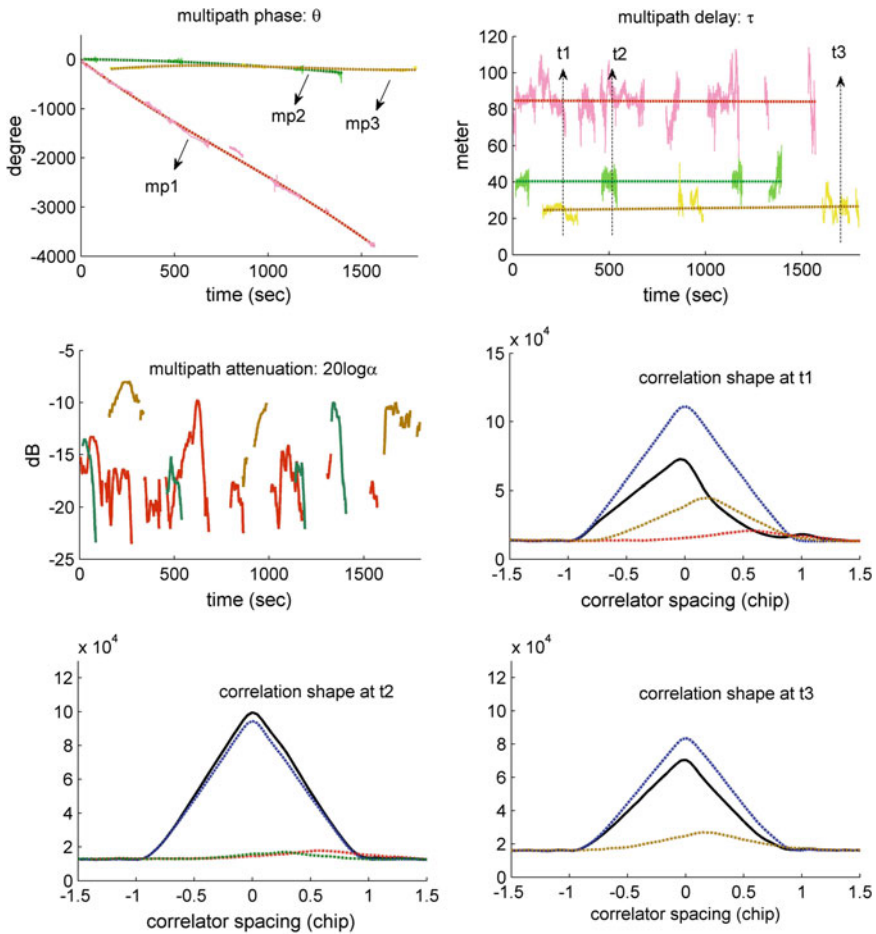 multipath phase: θ
0
-1000
-2000
-3000
-4000
degree
mp1
mp2
mp3
0 500 1000 1500
time (sec)
multipath delay: τ
120
100
80
60
40
20
0
meter
t1
t2
t3
0 500 1000 1500
time (sec)
multipath attenuation: 20logα
-5
-10
-15
-20
-25
dB
0 500 1000 1500
time (sec)
x 10⁴
correlation shape at t1
15
10
5
0
-1.5 -1 -0.5 0 0.5 1 1.5
correlator spacing (chip)
x 10⁴
correlation shape at t2
12
10
8
6
4
2
0
-1.5 -1 -0.5 0 0.5 1 1.5
correlator spacing (chip)
x 10⁴
correlation shape at t3
12
10
8
6
4
2
0
-1.5 -1 -0.5 0 0.5 1 1.5
correlator spacing (chip)